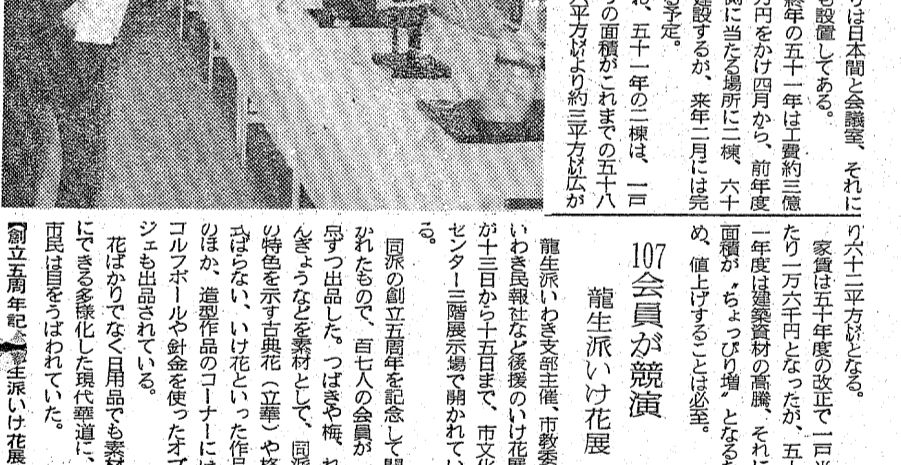 りは日本間と会議室、それに
も設置してある。
終年の五十一年は工費約三億
万円をかけ四月から、前年度
側に当たる場所に二棟、六十
建設するが、来年二月には完
る予定。
お、五十一年の二棟は、一戸
りの面積がこれまでの五十八
平方㍍より約三平方㍍広が
り六十二平方㍍となる。
家賃は五十年度の改正で一戸
たり一万六千円となったが、五
一年度は建築資材の高騰、それに
面積が〝ちょっぴり増〟となるた
め、値上げすることは必至。
107会員が競演
龍生派いけ花展
龍生派いわき支部主催、市教委
いわき民報社など後援のいけ花展
が十三日から十五日まで、市文化
センター三階展示場で開かれてい
る。
同派の創立五周年を記念して開
かれたもので、百七人の会員が
点ずつ出品した。つばきや梅、れ
んぎょうなどを素材として、同派
の特色を示す古典花（立華）や格
式ばらない、いけ花といった作品
のほか、造型作品のコーナーには
ゴルフボールや針金を使ったオブ
ジェも出品されている。
花ばかりでなく日用品でも素材
にできる多様化した現代華道に、
市民は目をうばわれていた。
【創立五周年記 生派いけ花展